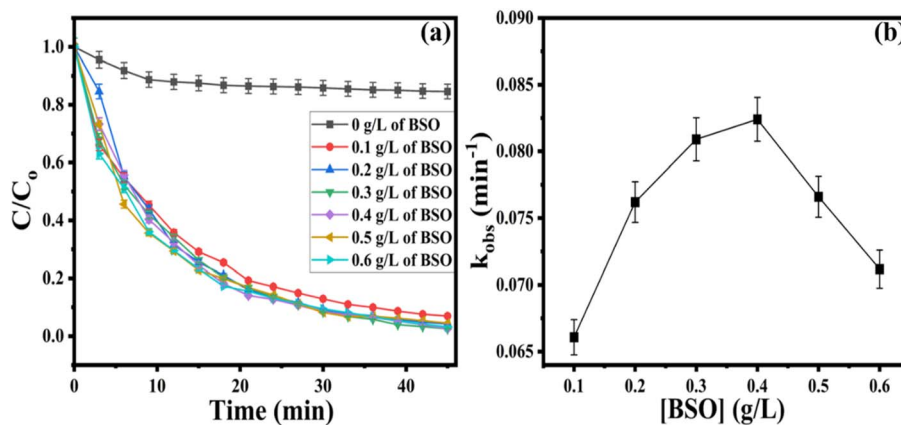 (a)
C/C₀
1.0
0.8
0.6
0.4
0.2
0.0
0 g/L of BSO
0.1 g/L of BSO
0.2 g/L of BSO
0.3 g/L of BSO
0.4 g/L of BSO
0.5 g/L of BSO
0.6 g/L of BSO
0 10 20 30 40
Time (min)
(b)
k_obs (min⁻¹)
0.090
0.085
0.080
0.075
0.070
0.065
0.1 0.2 0.3 0.4 0.5 0.6
[BSO] (g/L)